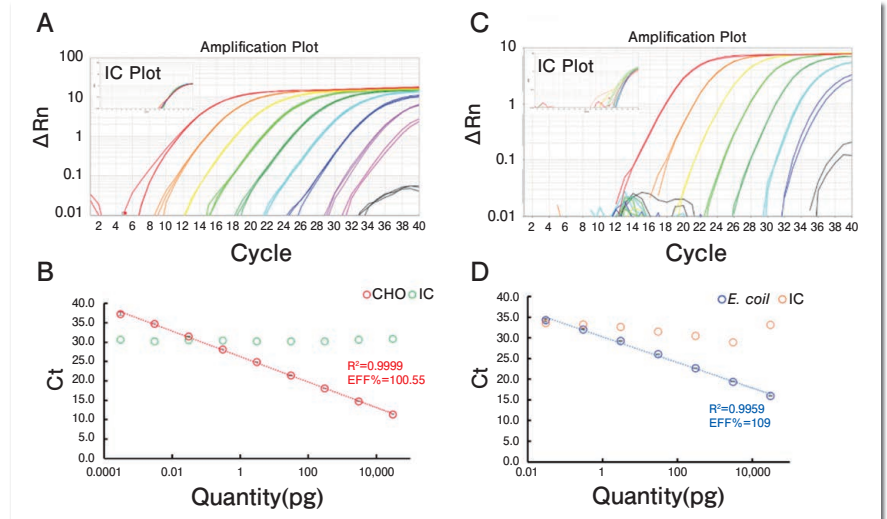 A
Amplification Plot
IC Plot
100
10
1
0.1
0.01
ΔRn
2 4 6 8 10 12 14 16 18 20 22 24 26 28 30 32 34 36 38 40
Cycle
C
Amplification Plot
IC Plot
10
1
0.1
0.01
ΔRn
2 4 6 8 10 12 14 16 18 20 22 24 26 28 30 32 34 36 38 40
Cycle
B
CHO IC
40.0
35.0
30.0
25.0
20.0
15.0
10.0
5.0
0.0
Ct
R²=0.9999
EFF%=100.55
0.0001 0.01 1 100 10,000
Quantity(pg)
D
E. coil IC
40.0
35.0
30.0
25.0
20.0
15.0
10.0
5.0
0.0
Ct
R²=0.9959
EFF%=109
0.01 1 100 10,000
Quantity(pg)